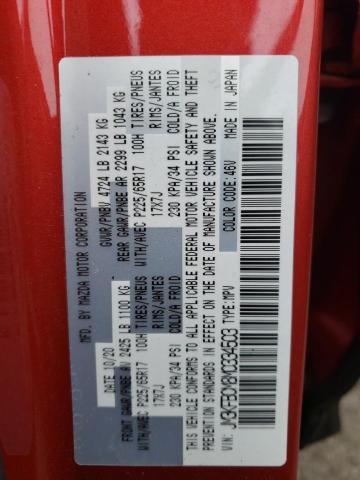 MFD. BY MAZDA MOTOR CORPORATION
10/20
GVWR/PNBV 4724 LB 2143 KG
FRONT GAWR/PNBE AV 2425 LB 1100 KG
REAR GAWR/PNBE AR 2299 LB 1043 KG
WITH/AVEC P225/65R17 100H TIRES/PNEUS
WITH/AVEC P225/65R17 100H TIRES/PNEUS
17X7J RIMS/JANTES
17X7J RIMS/JANTES
230 KPA/34 PSI COLD/A FROID
230 KPA/34 PSI COLD/A FROID
THIS VEHICLE CONFORMS TO ALL APPLICABLE FEDERAL MOTOR VEHICLE SAFETY AND THEFT
PREVENTION STANDARDS IN EFFECT ON THE DATE OF MANUFACTURE SHOWN ABOVE.
MADE IN JAPAN
VIN: TYPE: MPV COLOR CODE: 46V